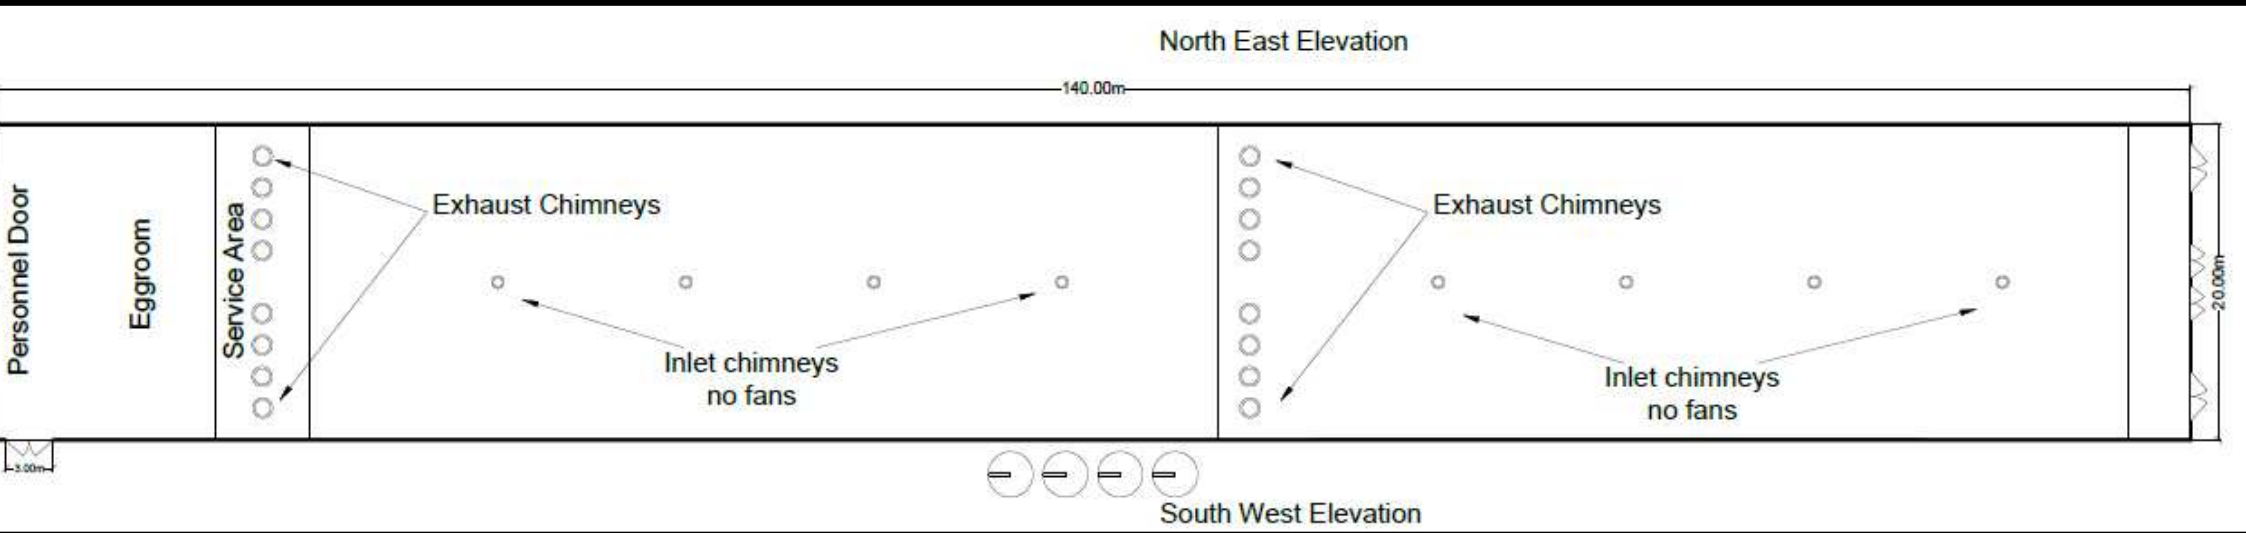 North East Elevation
140.00m
Personnel Door
Eggroom
Service Area
Exhaust Chimneys
Exhaust Chimneys
20.00m
Inlet chimneys
no fans
Inlet chimneys
no fans
3.00m
South West Elevation